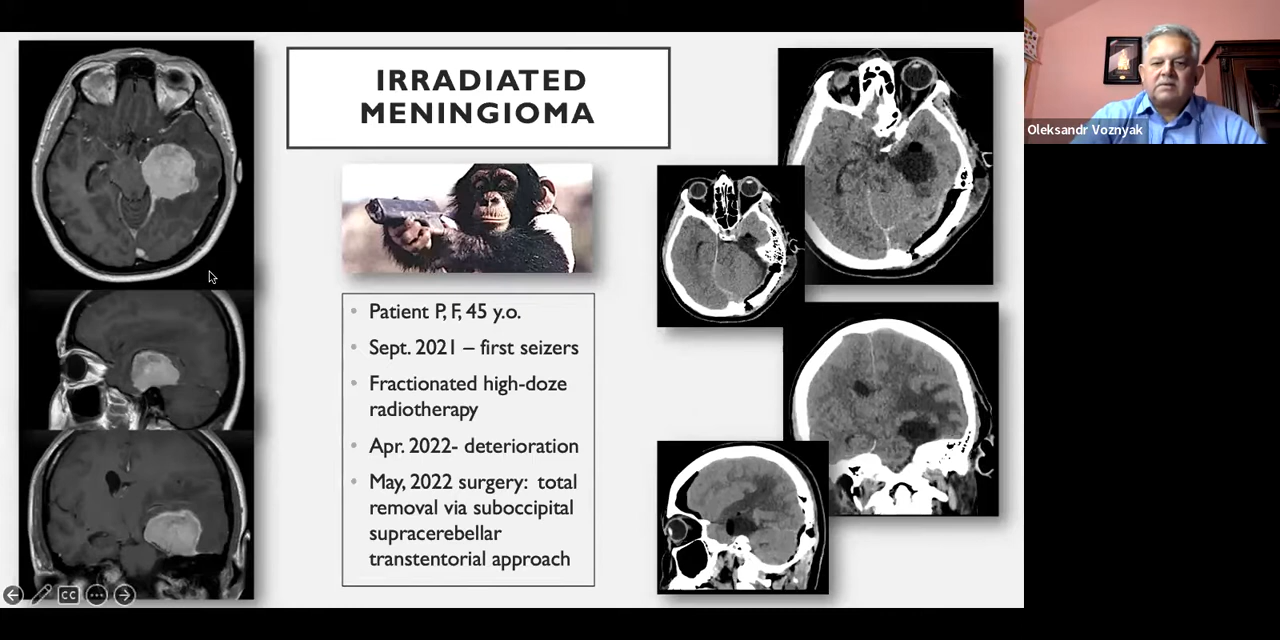 IRRADIATED
MENINGIOMA
• Patient P, F, 45 y.o.
• Sept. 2021 – first seizers
• Fractionated high-doze
radiotherapy
• Apr. 2022- deterioration
• May, 2022 surgery: total
removal via suboccipital
supracerebellar
transtentorial approach
Oleksandr Voznyak
CC